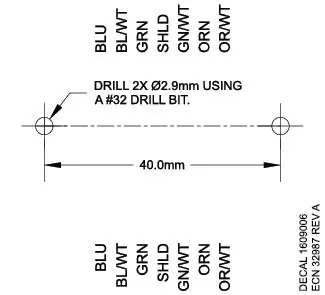 BLU
BL/WT
GRN
SHLD
GN/WT
ORN
OR/WT
DRILL 2X Ø2.9mm USING
A #32 DRILL BIT.
40.0mm
BLU
BL/WT
GRN
SHLD
GN/WT
ORN
OR/WT
DECAL 1609006
ECN 32987 REV A